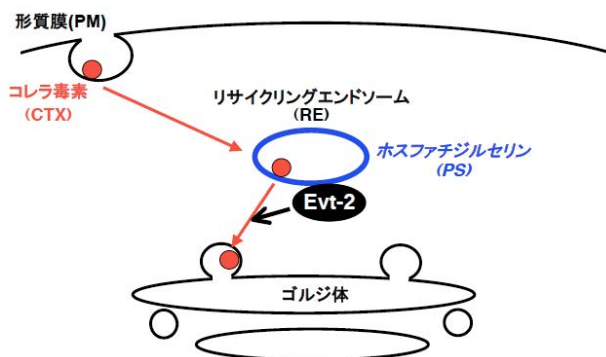 形質膜(PM)
コレラ毒素
(CTX)
リサイクリングエンドソーム
(RE)
ホスファチジルセリン
(PS)
Evt-2
ゴルジ体